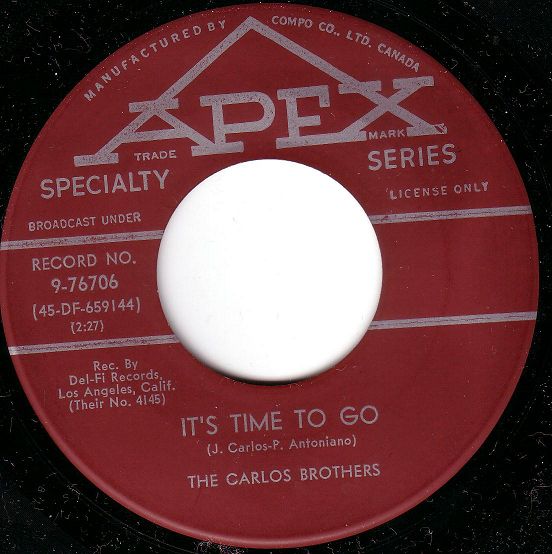 MANUFACTURED BY COMPO CO., LTD. CANADA
APEX
TRADE MARK
SPECIALTY SERIES
BROADCAST UNDER LICENSE ONLY
RECORD NO.
9-76706
(45-DF-659144)
(2:27)
Rec. By
Del-Fi Records,
Los Angeles, Calif.
(Their No. 4145)
IT'S TIME TO GO
(J. Carlos-P. Antoniano)
THE CARLOS BROTHERS